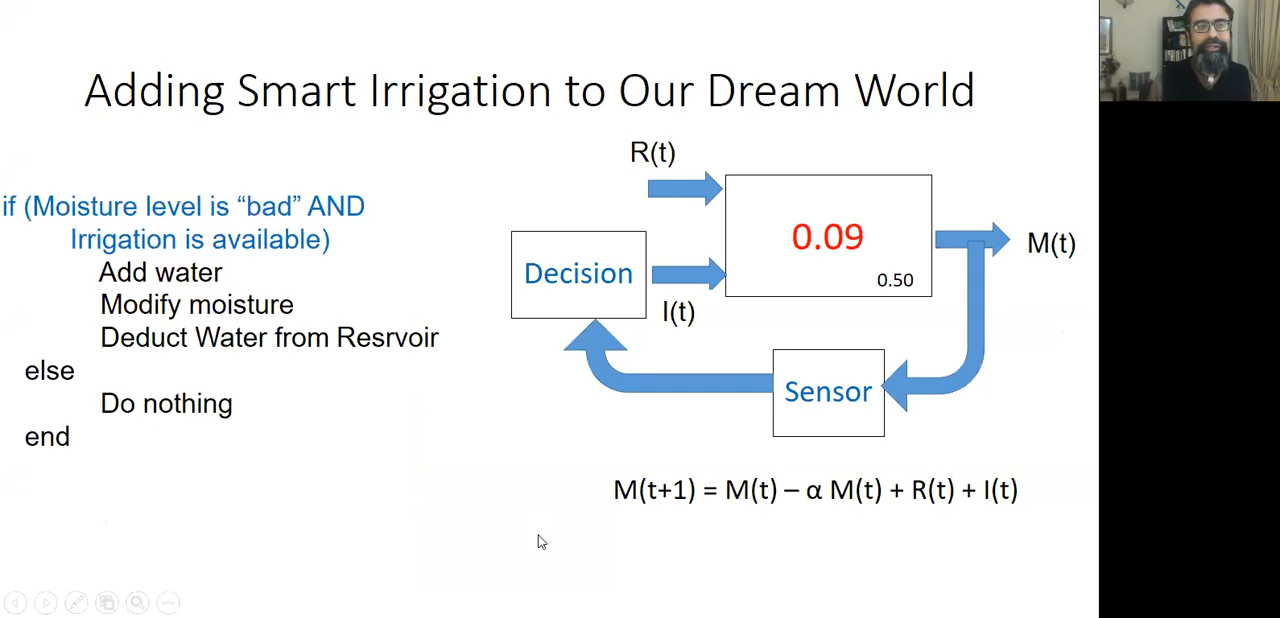 Adding Smart Irrigation to Our Dream World
if (Moisture level is “bad” AND
Irrigation is available)
Add water
Modify moisture
Deduct Water from Resrvoir
else
Do nothing
end
R(t)
0.09
0.50
Decision
I(t)
M(t)
Sensor
M(t+1) = M(t) – α M(t) + R(t) + I(t)